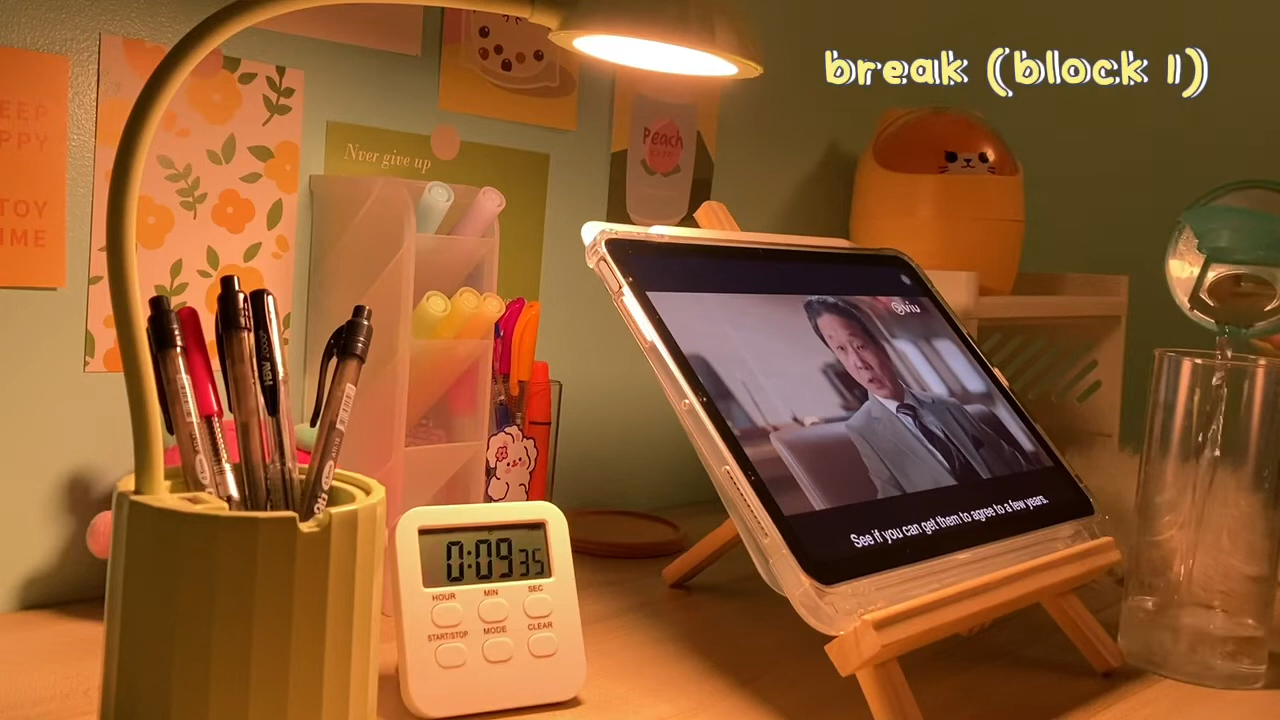 break (block 1)
EEP
PPY
TOY
IME
Nver give up
Peach
viu
See if you can get them to agree to a few years.
0:09 35
HOUR MIN SEC
START/STOP MODE CLEAR